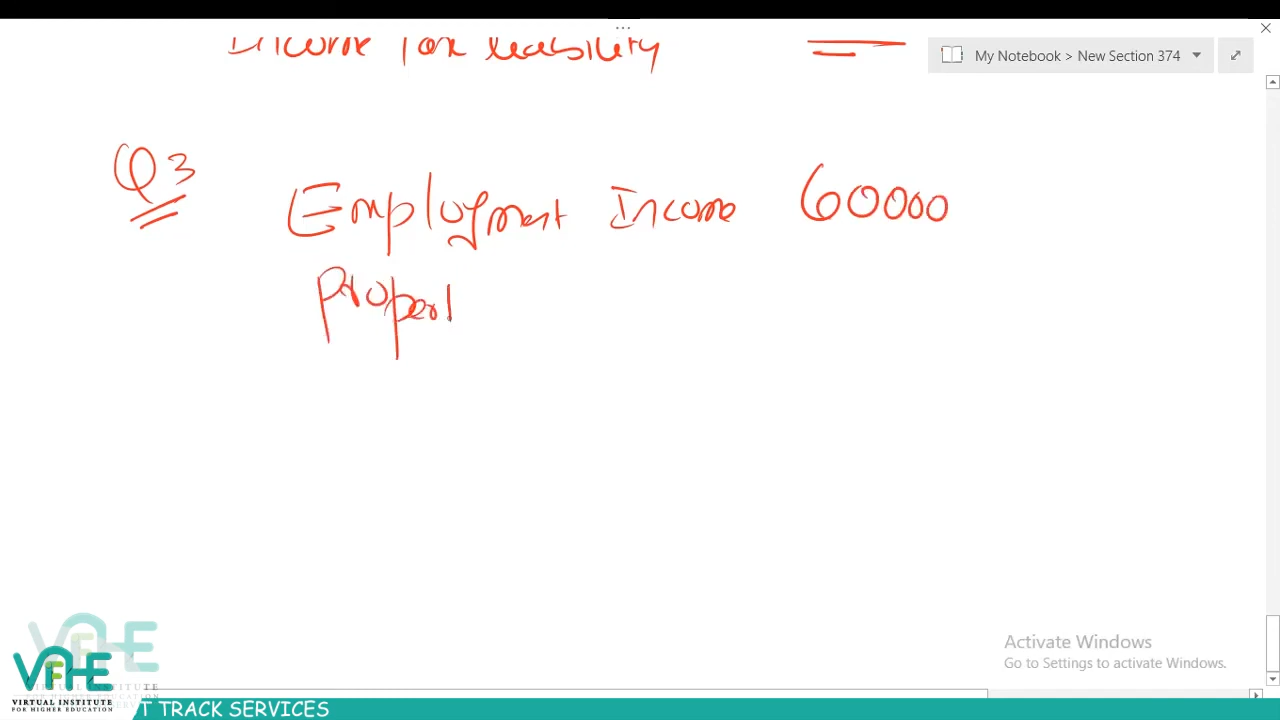 Income Tax liability
My Notebook > New Section 374
Q3
Employment Income 60000
Propert
Activate Windows
Go to Settings to activate Windows.
VFHE
VIRTUAL INSTITUTE
FOR HIGHER EDUCATION
T TRACK SERVICES